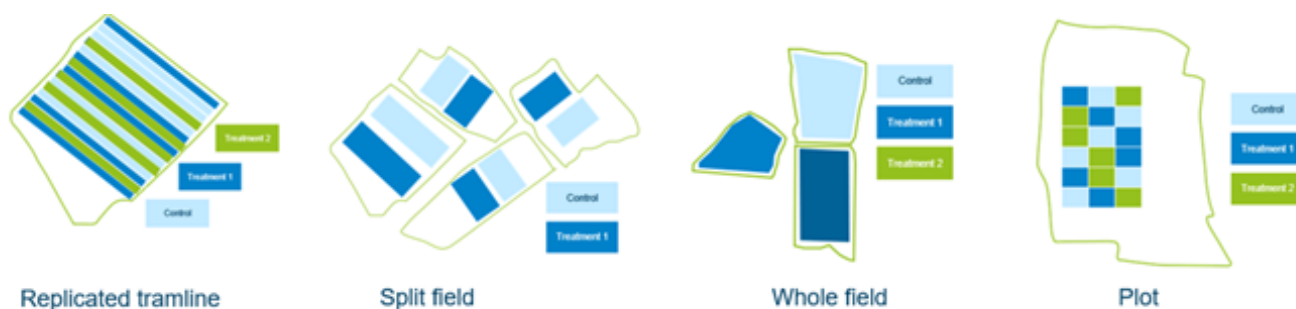 Treatment 2
Treatment 1
Control
Replicated tramline
Control
Treatment 1
Split field
Control
Treatment 1
Treatment 2
Whole field
Control
Treatment 1
Treatment 2
Plot